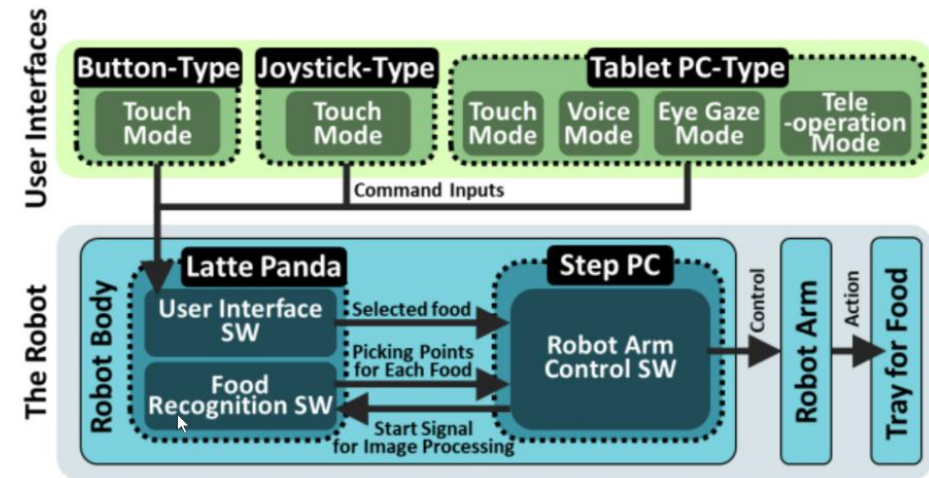 User Interfaces
Button-Type
Touch
Mode
Joystick-Type
Touch
Mode
Tablet PC-Type
Touch
Mode
Voice
Mode
Eye Gaze
Mode
Tele
-operation
Mode
Command Inputs
The Robot
Robot Body
Latte Panda
User Interface
SW
Food
Recognition SW
Selected food
Picking Points
for Each Food
Start Signal
for Image Processing
Step PC
Robot Arm
Control SW
Control
Robot Arm
Action
Tray for Food